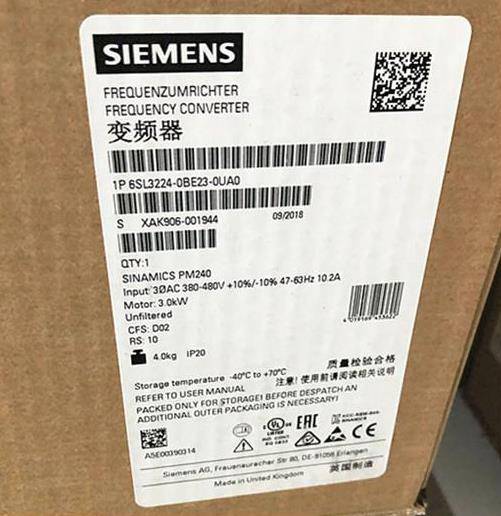 SIEMENS
FREQUENZUMRICHTER
FREQUENCY CONVERTER
变频器
1P 6SL3224-0BE23-0UA0
S XAK906-001944 09/2018
QTY:1
SINAMICS PM240
Input: 3ØAC 380-480V +10%/-10% 47-63Hz 10.2A
Motor: 3.0kW
Unfiltered
CFS: D02
RS: 10
4.0kg IP20
Storage temperature -40°C to +70°C
质量检验合格
注意! 使用前请阅读相关说明
REFER TO USER MANUAL
PACKED ONLY FOR STORAGE! BEFORE DESPATCH AN
ADDITIONAL OUTER PACKAGING IS NECESSARY!
UL
LISTED
EAC
CE
A5E00390314
Siemens AG, Frauenauracher Str 80, DE-91056 Erlangen
Made in United Kingdom
英国制造